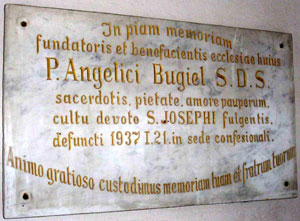 In piam memoriam
fundatoris et benefacientis ecclesiae huius
P. Angelici Bugiel S. D. S.
sacerdotis, pietate, amore pauperum,
cultu devoto S. JOSEPHI fulgentis,
defuncti 1937 I.21. in sede confesionali.
Animo gratioso custodimus memoriam tuam et fratrum tuorum